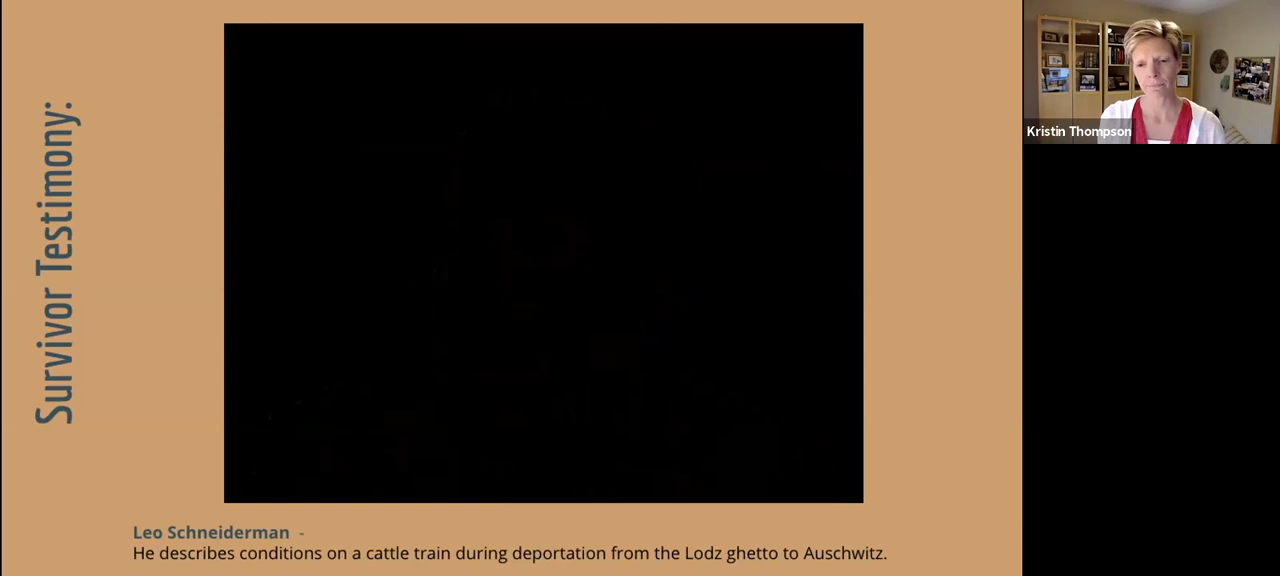 Survivor Testimony:
Kristin Thompson
Leo Schneiderman -
He describes conditions on a cattle train during deportation from the Lodz ghetto to Auschwitz.